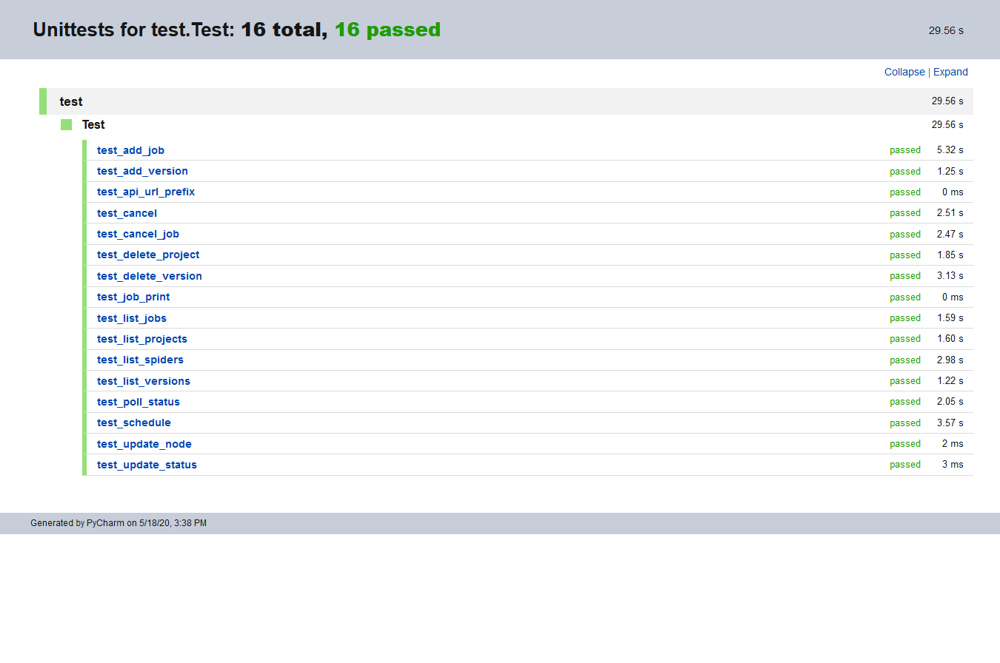 Unittests for test.Test: 16 total, 16 passed 29.56 s
Collapse | Expand
test 29.56 s
Test 29.56 s
test_add_job passed 5.32 s
test_add_version passed 1.25 s
test_api_url_prefix passed 0 ms
test_cancel passed 2.51 s
test_cancel_job passed 2.47 s
test_delete_project passed 1.85 s
test_delete_version passed 3.13 s
test_job_print passed 0 ms
test_list_jobs passed 1.59 s
test_list_projects passed 1.60 s
test_list_spiders passed 2.98 s
test_list_versions passed 1.22 s
test_poll_status passed 2.05 s
test_schedule passed 3.57 s
test_update_node passed 2 ms
test_update_status passed 3 ms
Generated by PyCharm on 5/18/20, 3:38 PM